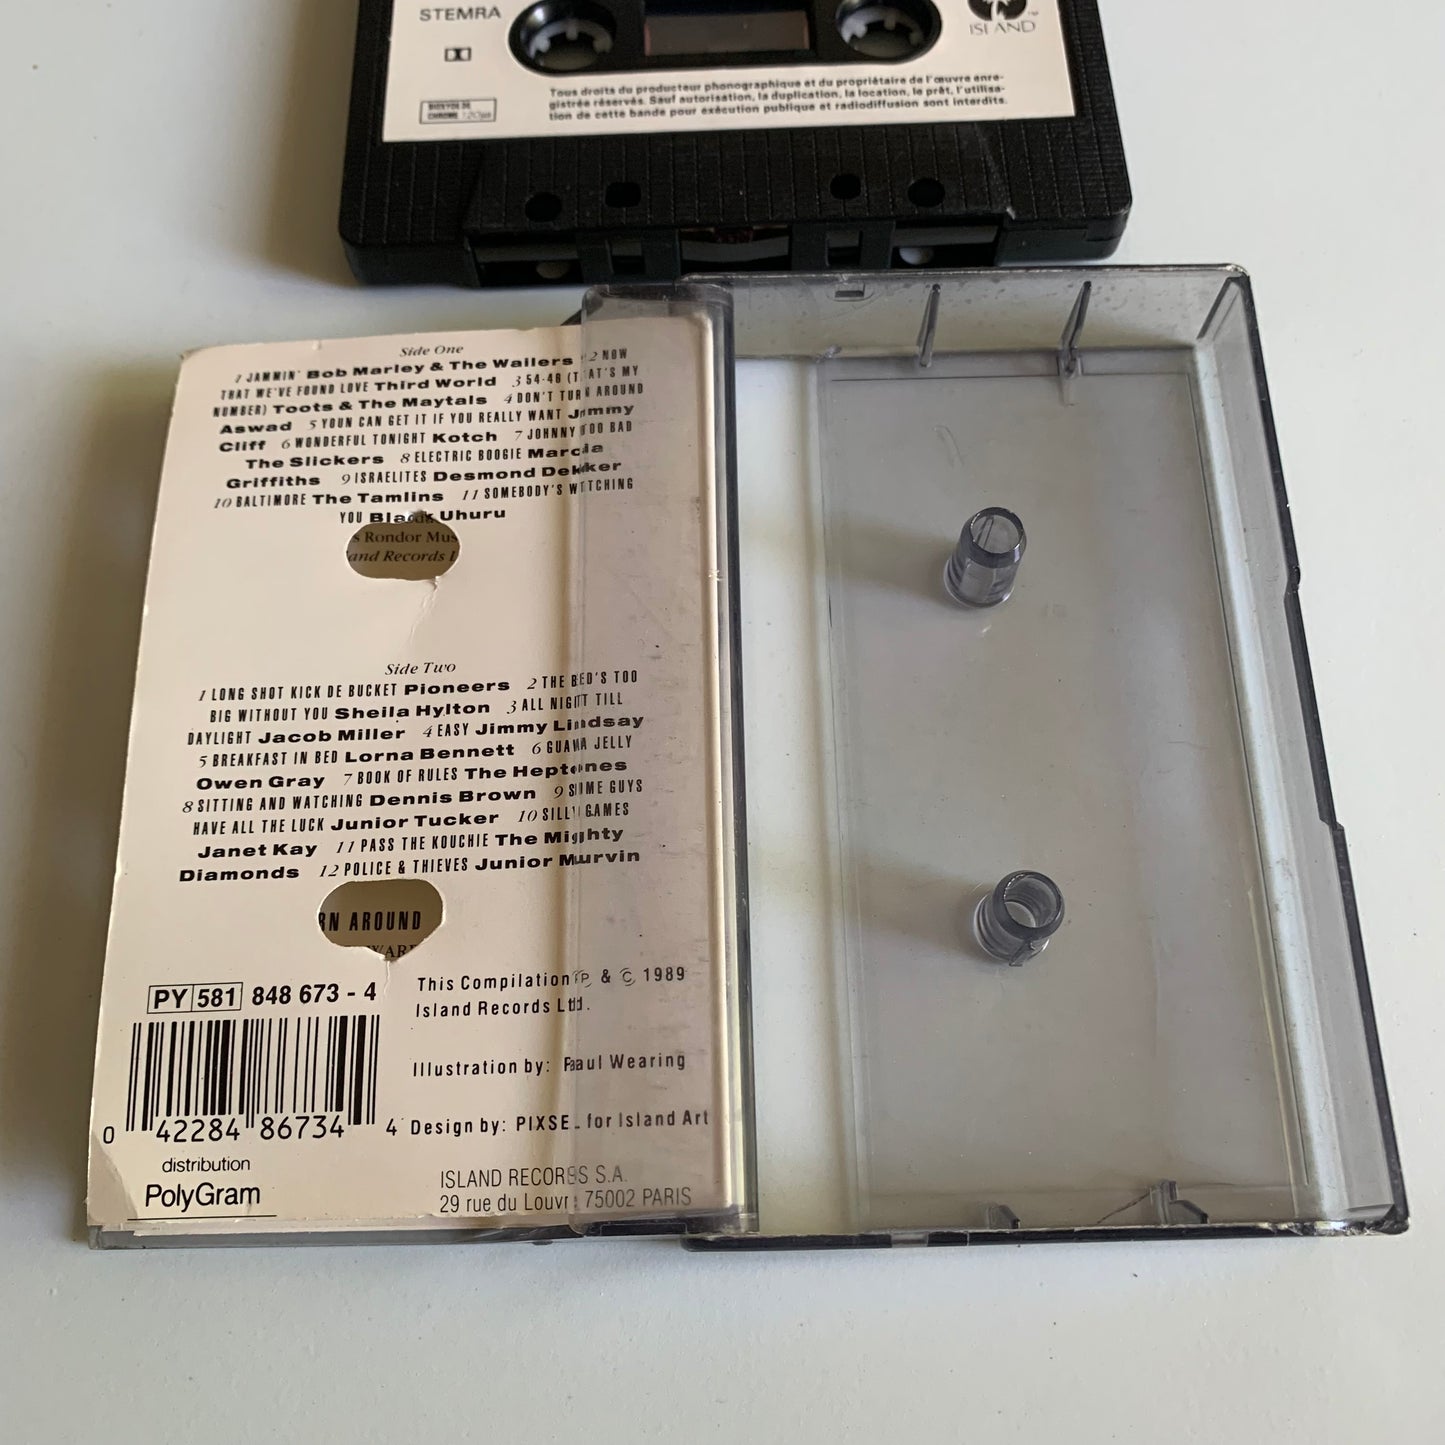 STEMRA
ISLAND
CHROME 120µs
Tous droits du producteur phonographique et du propriétaire de l'œuvre enre-
gistrée réservés. Sauf autorisation, la duplication, la location, le prêt, l'utilisa-
tion de cette bande pour exécution publique et radiodiffusion sont interdits.
Side One
1 JAMMIN' Bob Marley & The Wailers 2 NOW
THAT WE'VE FOUND LOVE Third World 3 54-46 (THAT'S MY
NUMBER) Toots & The Maytals 4 DON'T TURN AROUND
Aswad 5 YOUN CAN GET IT IF YOU REALLY WANT Jimmy
Cliff 6 WONDERFUL TONIGHT Kotch 7 JOHNNY TOO BAD
The Slickers 8 ELECTRIC BOOGIE Marcia
Griffiths 9 ISRAELITES Desmond Dekker
10 BALTIMORE The Tamlins 11 SOMEBODY'S WATCHING
YOU Black Uhuru
s Rondor Mus
and Records L
Side Two
1 LONG SHOT KICK DE BUCKET Pioneers 2 THE BED'S TOO
BIG WITHOUT YOU Sheila Hylton 3 ALL NIGHT TILL
DAYLIGHT Jacob Miller 4 EASY Jimmy Lindsay
5 BREAKFAST IN BED Lorna Bennett 6 GUAVA JELLY
Owen Gray 7 BOOK OF RULES The Heptones
8 SITTING AND WATCHING Dennis Brown 9 SOME GUYS
HAVE ALL THE LUCK Junior Tucker 10 SILLY GAMES
Janet Kay 11 PASS THE KOUCHIE The Mighty
Diamonds 12 POLICE & THIEVES Junior Murvin
RN AROUND
WAR
PY 581 848 673 - 4
This Compilation ℗ & © 1989
Island Records Ltd.
Illustration by: Paul Wearing
Design by: PIXSEL for Island Art
0 42284 86734 4
distribution
PolyGram
ISLAND RECORDS S.A.
29 rue du Louvre 75002 PARIS